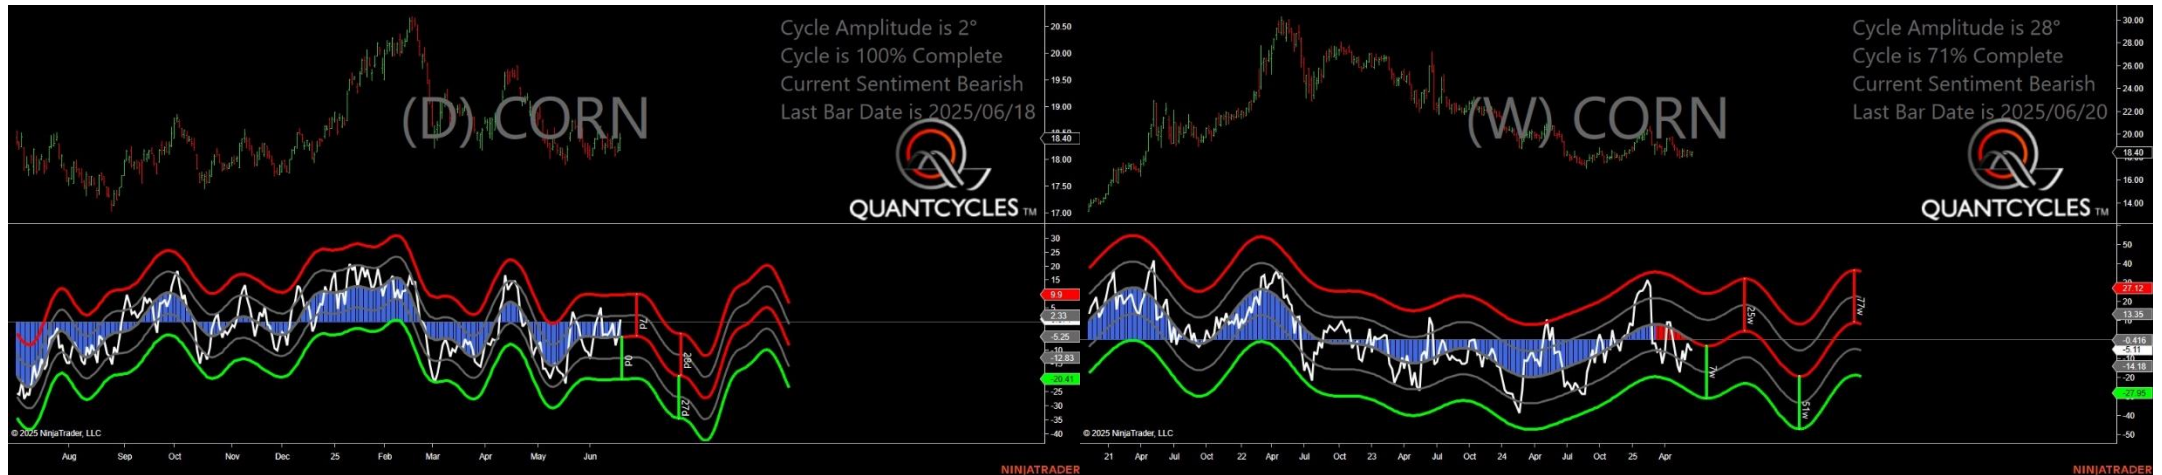 Cycle Amplitude is 2°
Cycle is 100% Complete
Current Sentiment Bearish
Last Bar Date is 2025/06/18
(D) CORN
QUANTCYCLES TM
20.50
20.00
19.50
19.00
18.40
18.00
17.50
17.00
30
25
20
15
9.9
5
2.33
-5.25
-12.83
-20.41
-25
-30
-35
-40
7d
0d
28d
27d
© 2025 NinjaTrader, LLC
Aug Sep Oct Nov Dec 25 Feb Mar Apr May Jun
NINJATRADER
Cycle Amplitude is 28°
Cycle is 71% Complete
Current Sentiment Bearish
Last Bar Date is 2025/06/20
(W) CORN
QUANTCYCLES TM
30.00
28.00
26.00
24.00
22.00
20.00
18.40
16.00
14.00
50
40
27.12
20
13.35
-0.416
-5.11
-14.18
-20
-27.95
-40
-50
7w
25w
51w
77w
© 2025 NinjaTrader, LLC
21 Apr Jul Oct 22 Apr Jul Oct 23 Apr Jul Oct 24 Apr Jul Oct 25 Apr
NINJATRADER